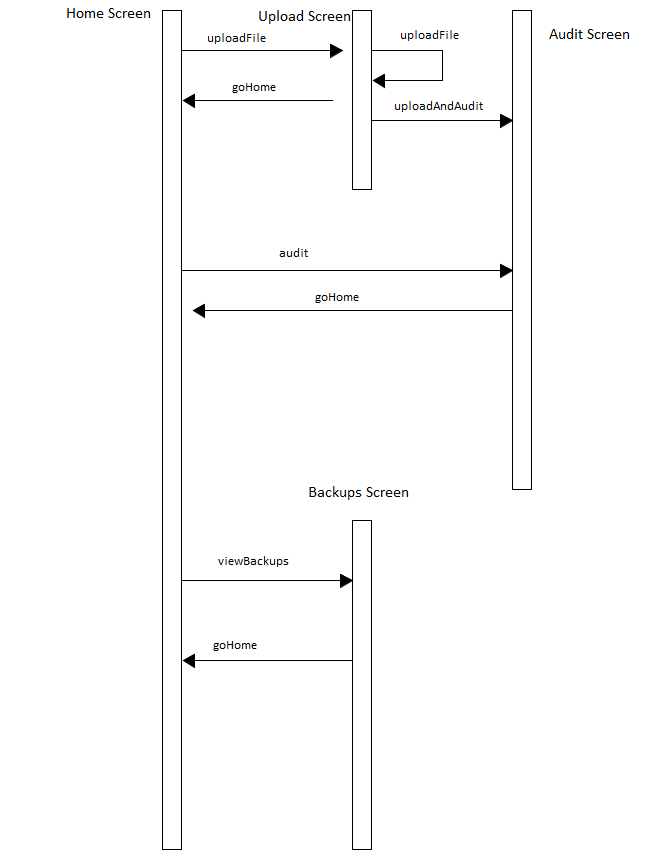 Home Screen
Upload Screen
Audit Screen
uploadFile
uploadFile
goHome
uploadAndAudit
audit
goHome
Backups Screen
viewBackups
goHome